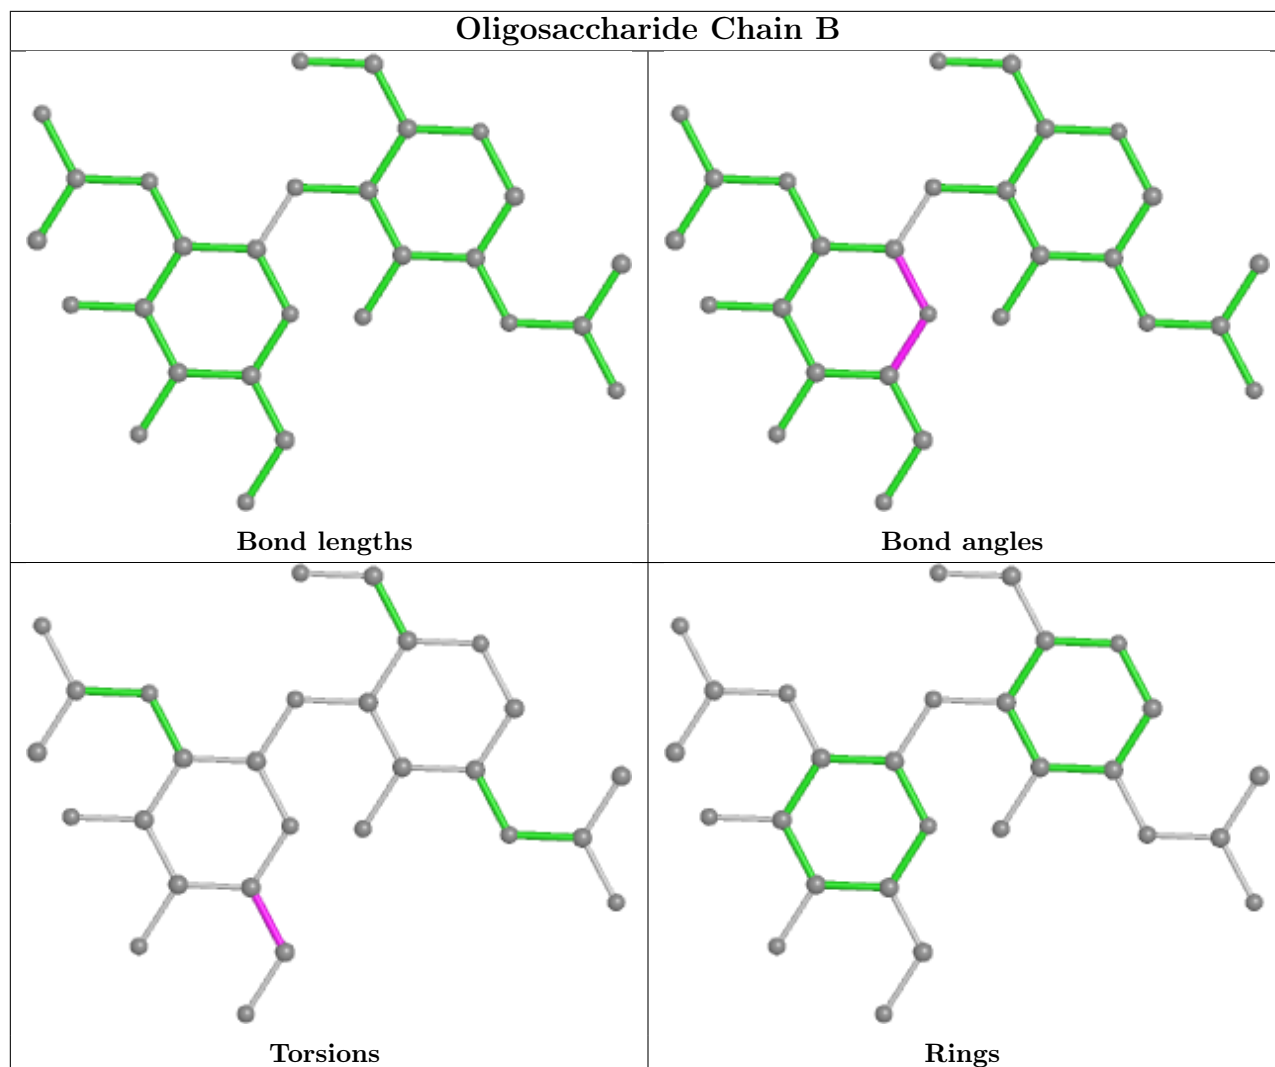 Oligosaccharide Chain B
Bond lengths
Bond angles
Torsions
Rings